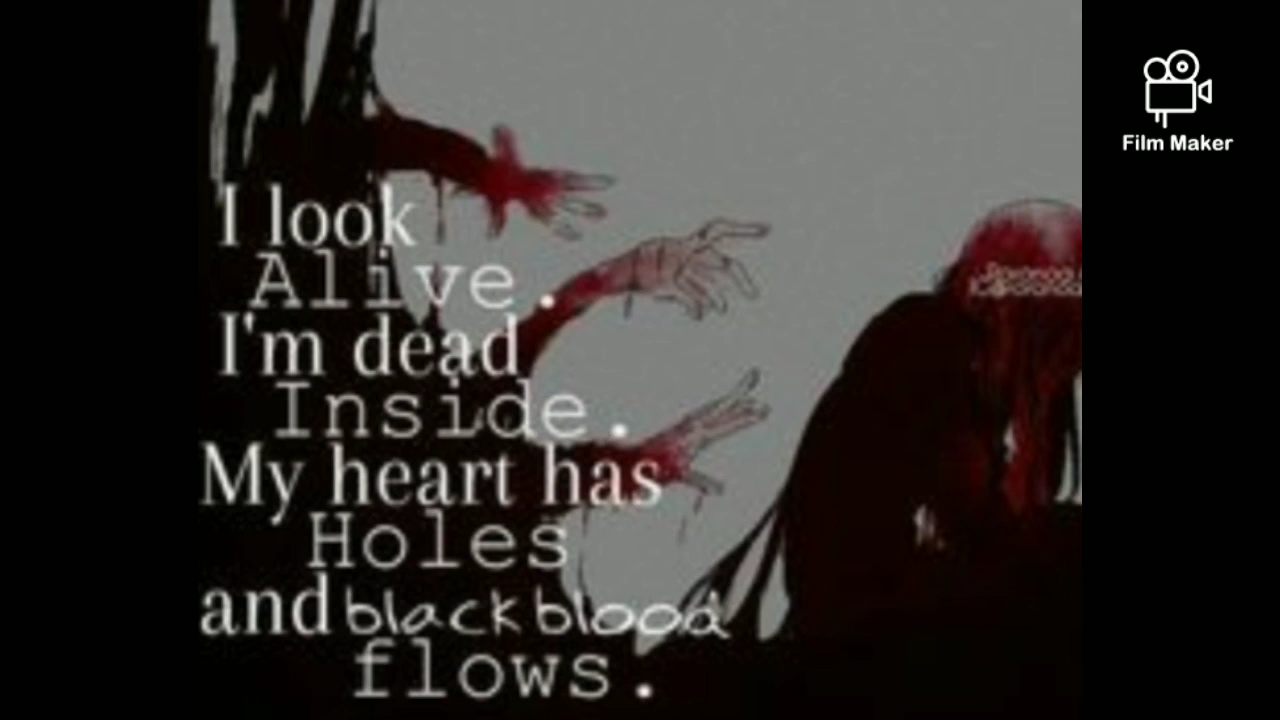 I look
Alive.
I'm dead
Inside.
My heart has
Holes
and black blood
flows.
Film Maker